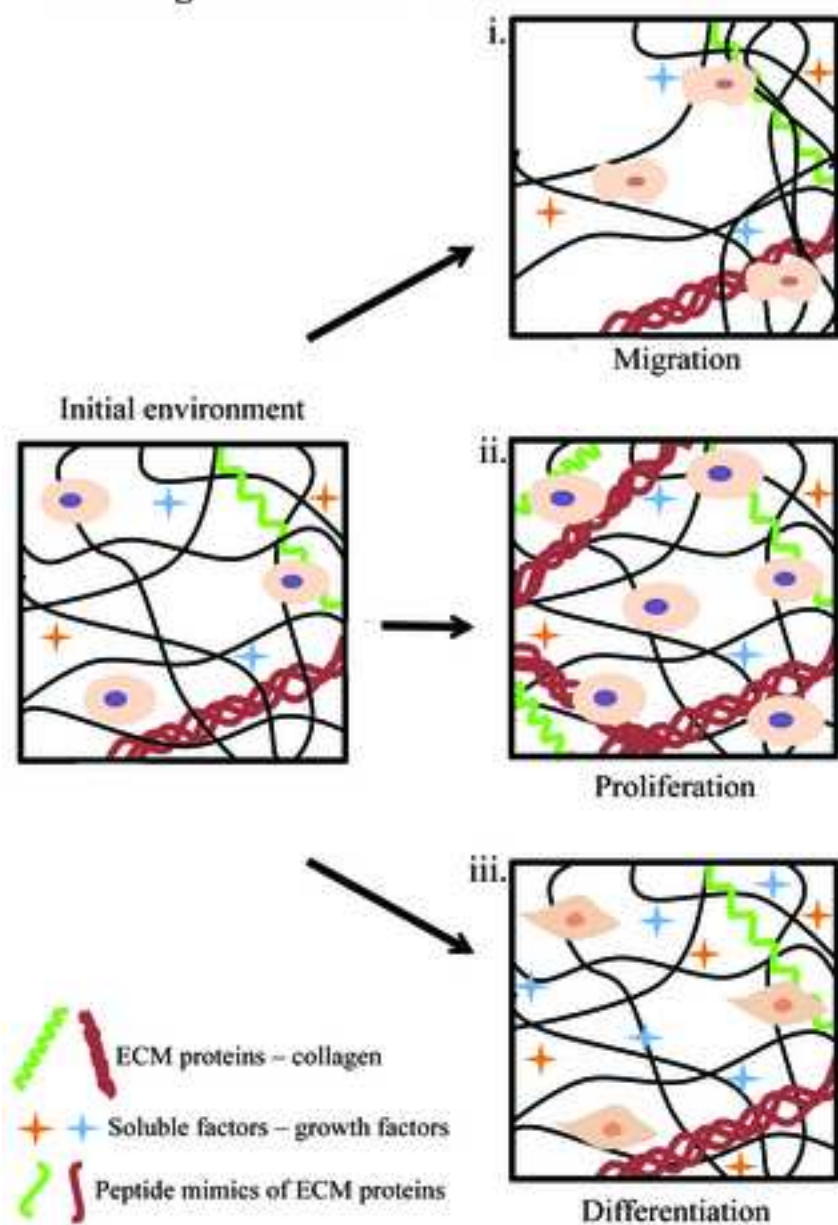 i.
Migration
Initial environment
ii.
Proliferation
iii.
ECM proteins – collagen
Soluble factors – growth factors
Peptide mimics of ECM proteins
Differentiation